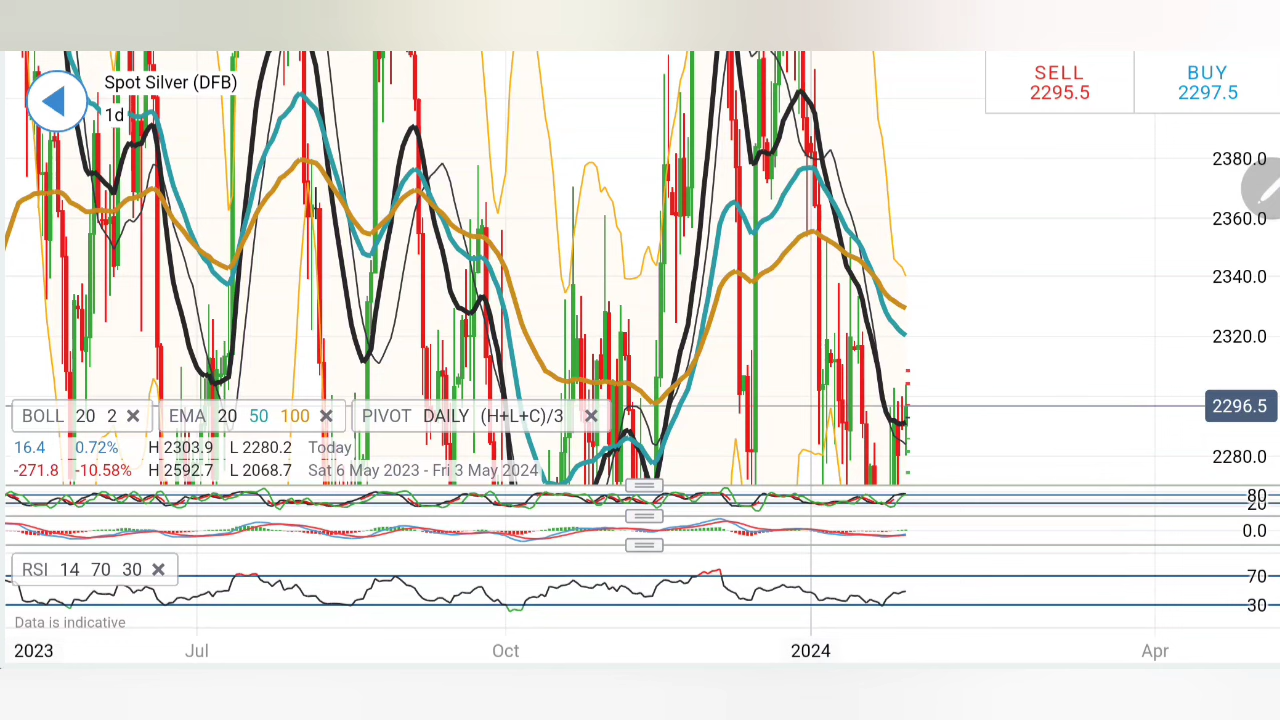 Spot Silver (DFB)
1d
SELL
2295.5
BUY
2297.5
2380.0
2360.0
2340.0
2320.0
2296.5
2280.0
BOLL 20 2
EMA 20 50 100
PIVOT DAILY (H+L+C)/3
16.4 0.72% H 2303.9 L 2280.2 Today
-271.8 -10.58% H 2592.7 L 2068.7 Sat 6 May 2023 - Fri 3 May 2024
80
20
0.0
RSI 14 70 30
70
30
Data is indicative
2023 Jul Oct 2024 Apr